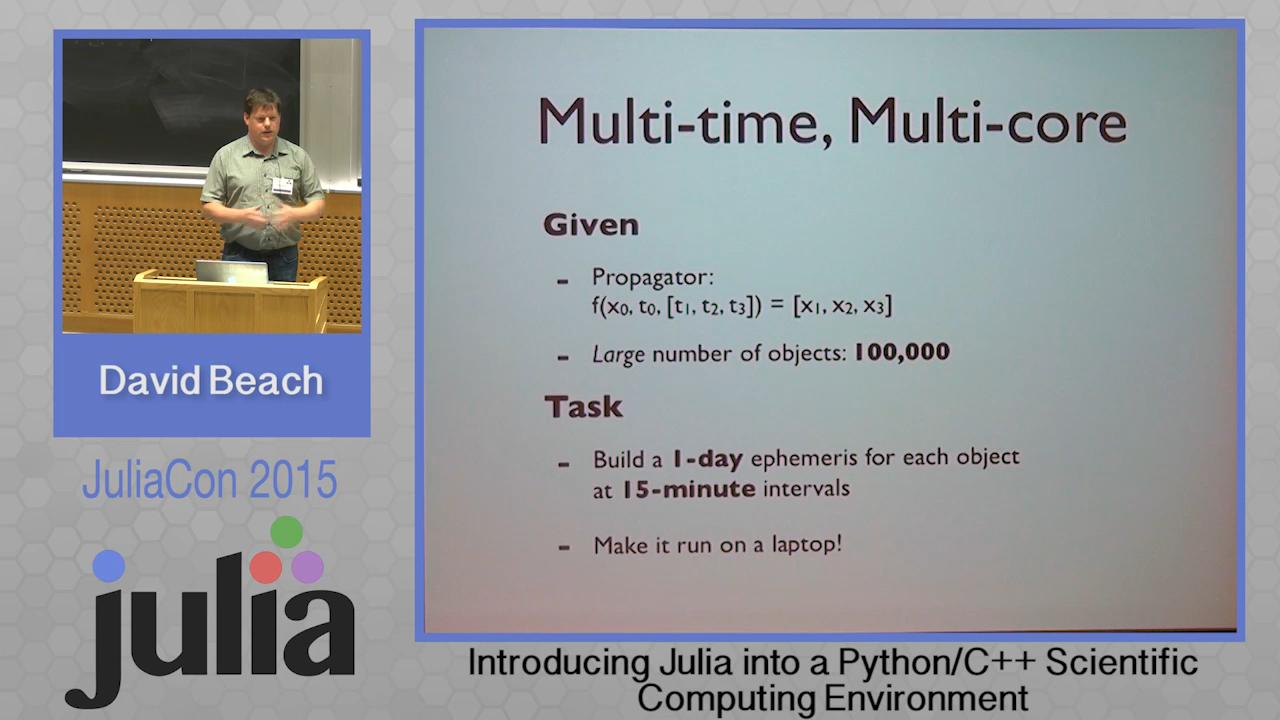 Multi-time, Multi-core
Given
- Propagator:
f(x₀, t₀, [t₁, t₂, t₃]) = [x₁, x₂, x₃]
- Large number of objects: 100,000
Task
- Build a 1-day ephemeris for each object
at 15-minute intervals
- Make it run on a laptop!
David Beach
JuliaCon 2015
julia
Introducing Julia into a Python/C++ Scientific
Computing Environment